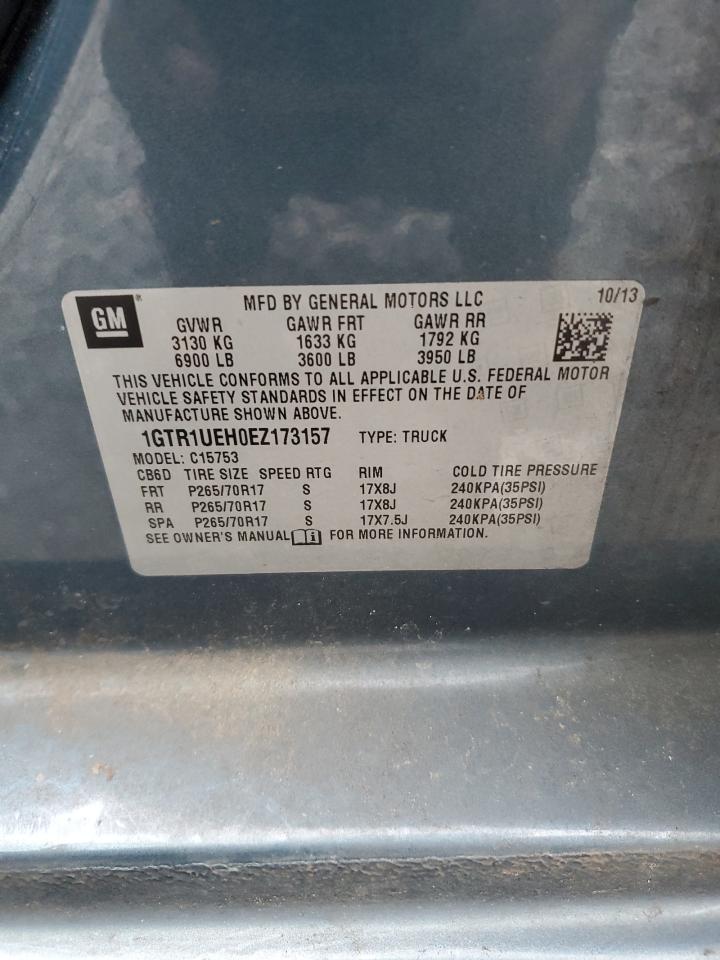 GM ® MFD BY GENERAL MOTORS LLC 10/13
GVWR GAWR FRT GAWR RR
3130 KG 1633 KG 1792 KG
6900 LB 3600 LB 3950 LB
THIS VEHICLE CONFORMS TO ALL APPLICABLE U.S. FEDERAL MOTOR
VEHICLE SAFETY STANDARDS IN EFFECT ON THE DATE OF
MANUFACTURE SHOWN ABOVE.
1GTR1UEH0EZ173157 TYPE: TRUCK
MODEL: C15753
CB6D TIRE SIZE SPEED RTG RIM COLD TIRE PRESSURE
FRT P265/70R17 S 17X8J 240KPA(35PSI)
RR P265/70R17 S 17X8J 240KPA(35PSI)
SPA P265/70R17 S 17X7.5J 240KPA(35PSI)
SEE OWNER'S MANUAL i FOR MORE INFORMATION.